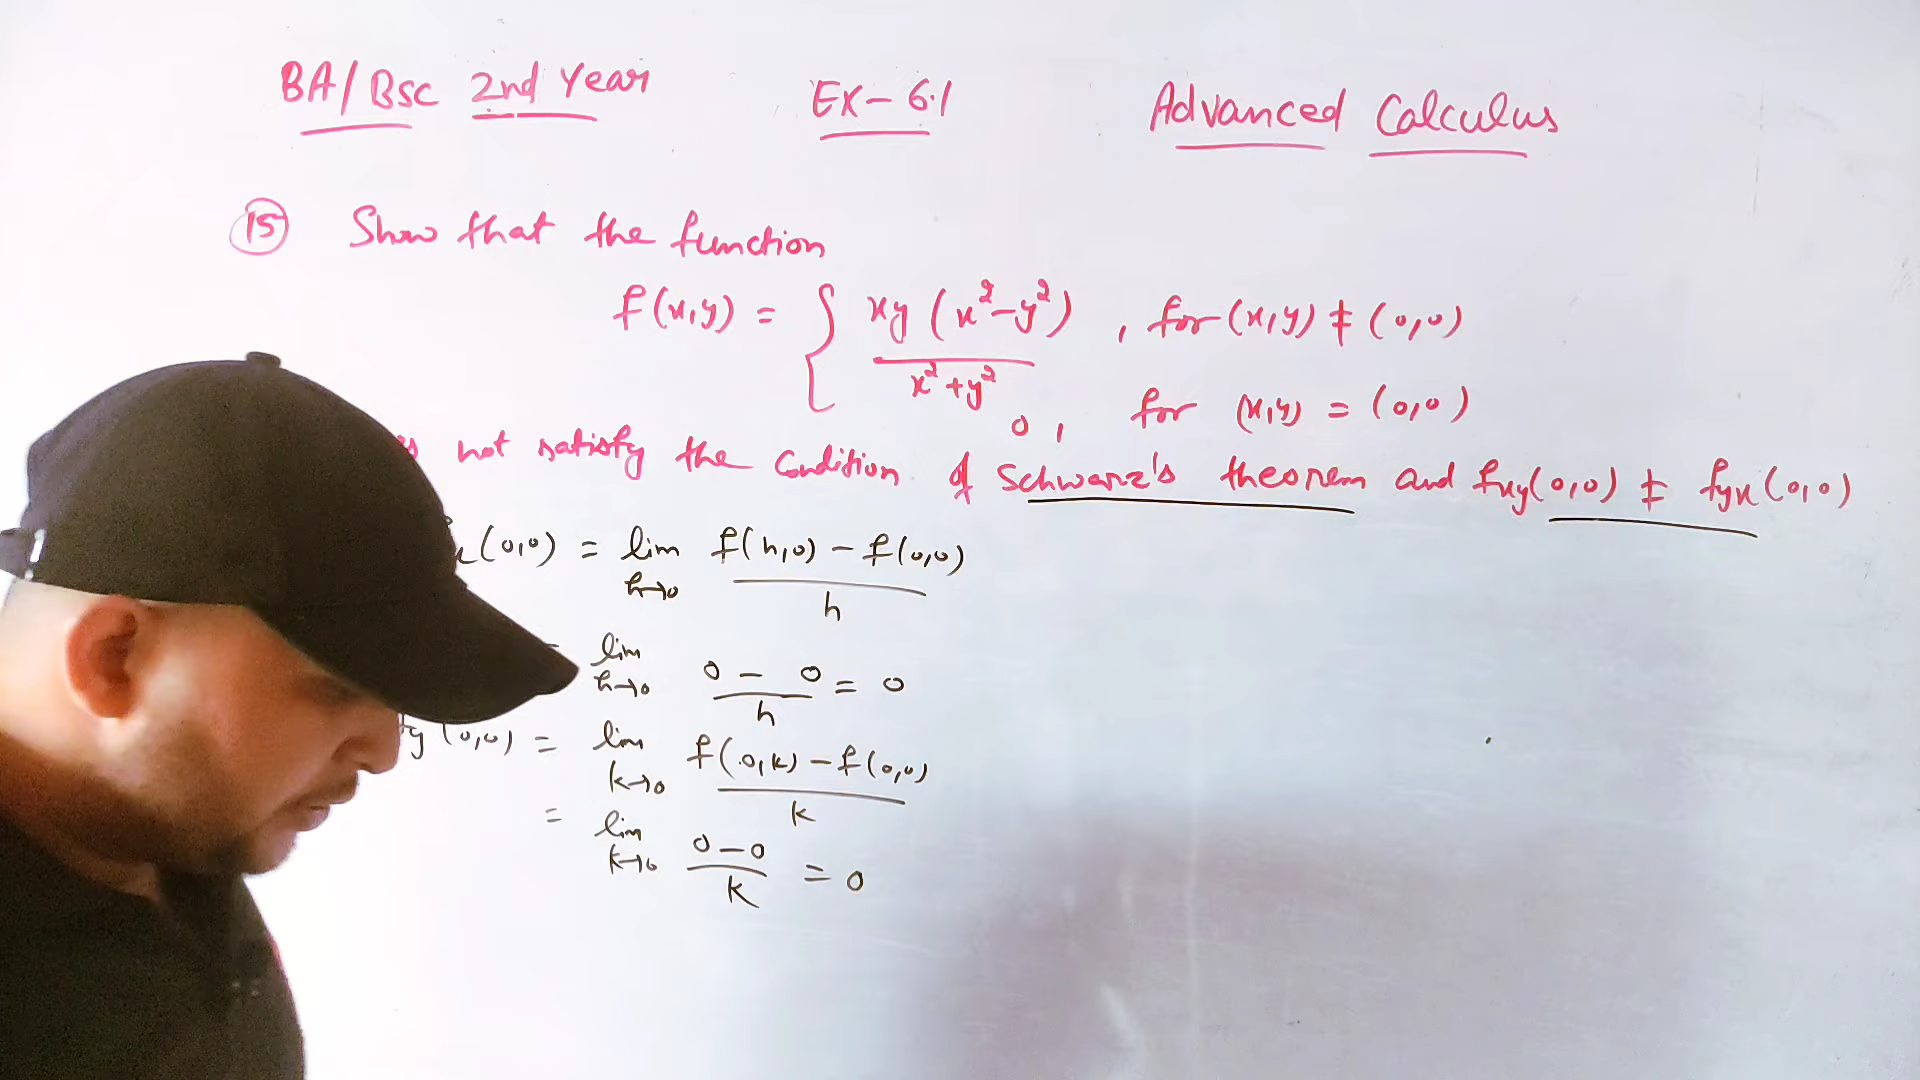 BA/BSC 2nd Year EX-6.1 Advanced Calculus
15 Show that the function
f(x,y) = { xy (x²-y²) / x²+y² , for (x,y) ≠ (0,0)
0, for (x,y) = (0,0)
not satisfy the Condition of Schwarz's theorem and fxy(0,0) ≠ fyx(0,0)
(0,0) = lim h→0 f(h,0) - f(0,0) / h
lim h→0 0 - 0 / h = 0
y(0,0) = lim k→0 f(0,k) - f(0,0) / k
= lim k→0 0-0 / k = 0